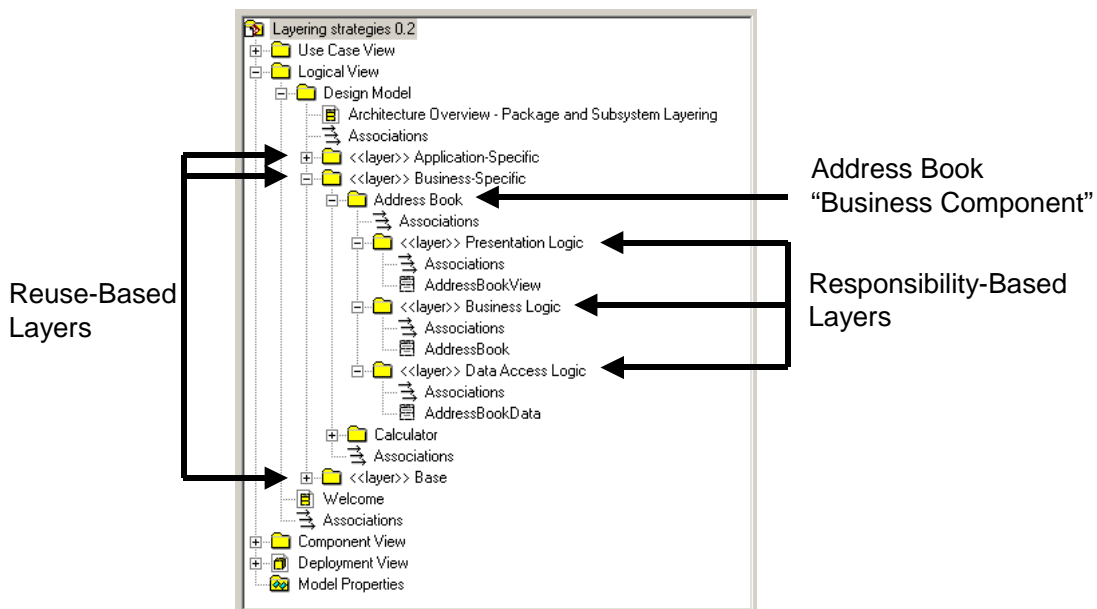 Layering strategies 0.2
Use Case View
Logical View
Design Model
Architecture Overview - Package and Subsystem Layering
Associations
<<layer>> Application-Specific
<<layer>> Business-Specific
Address Book
Associations
<<layer>> Presentation Logic
Associations
AddressBookView
<<layer>> Business Logic
Associations
AddressBook
<<layer>> Data Access Logic
Associations
AddressBookData
Calculator
Associations
<<layer>> Base
Welcome
Associations
Component View
Deployment View
Model Properties
Reuse-Based
Layers
Address Book
“Business Component”
Responsibility-Based
Layers